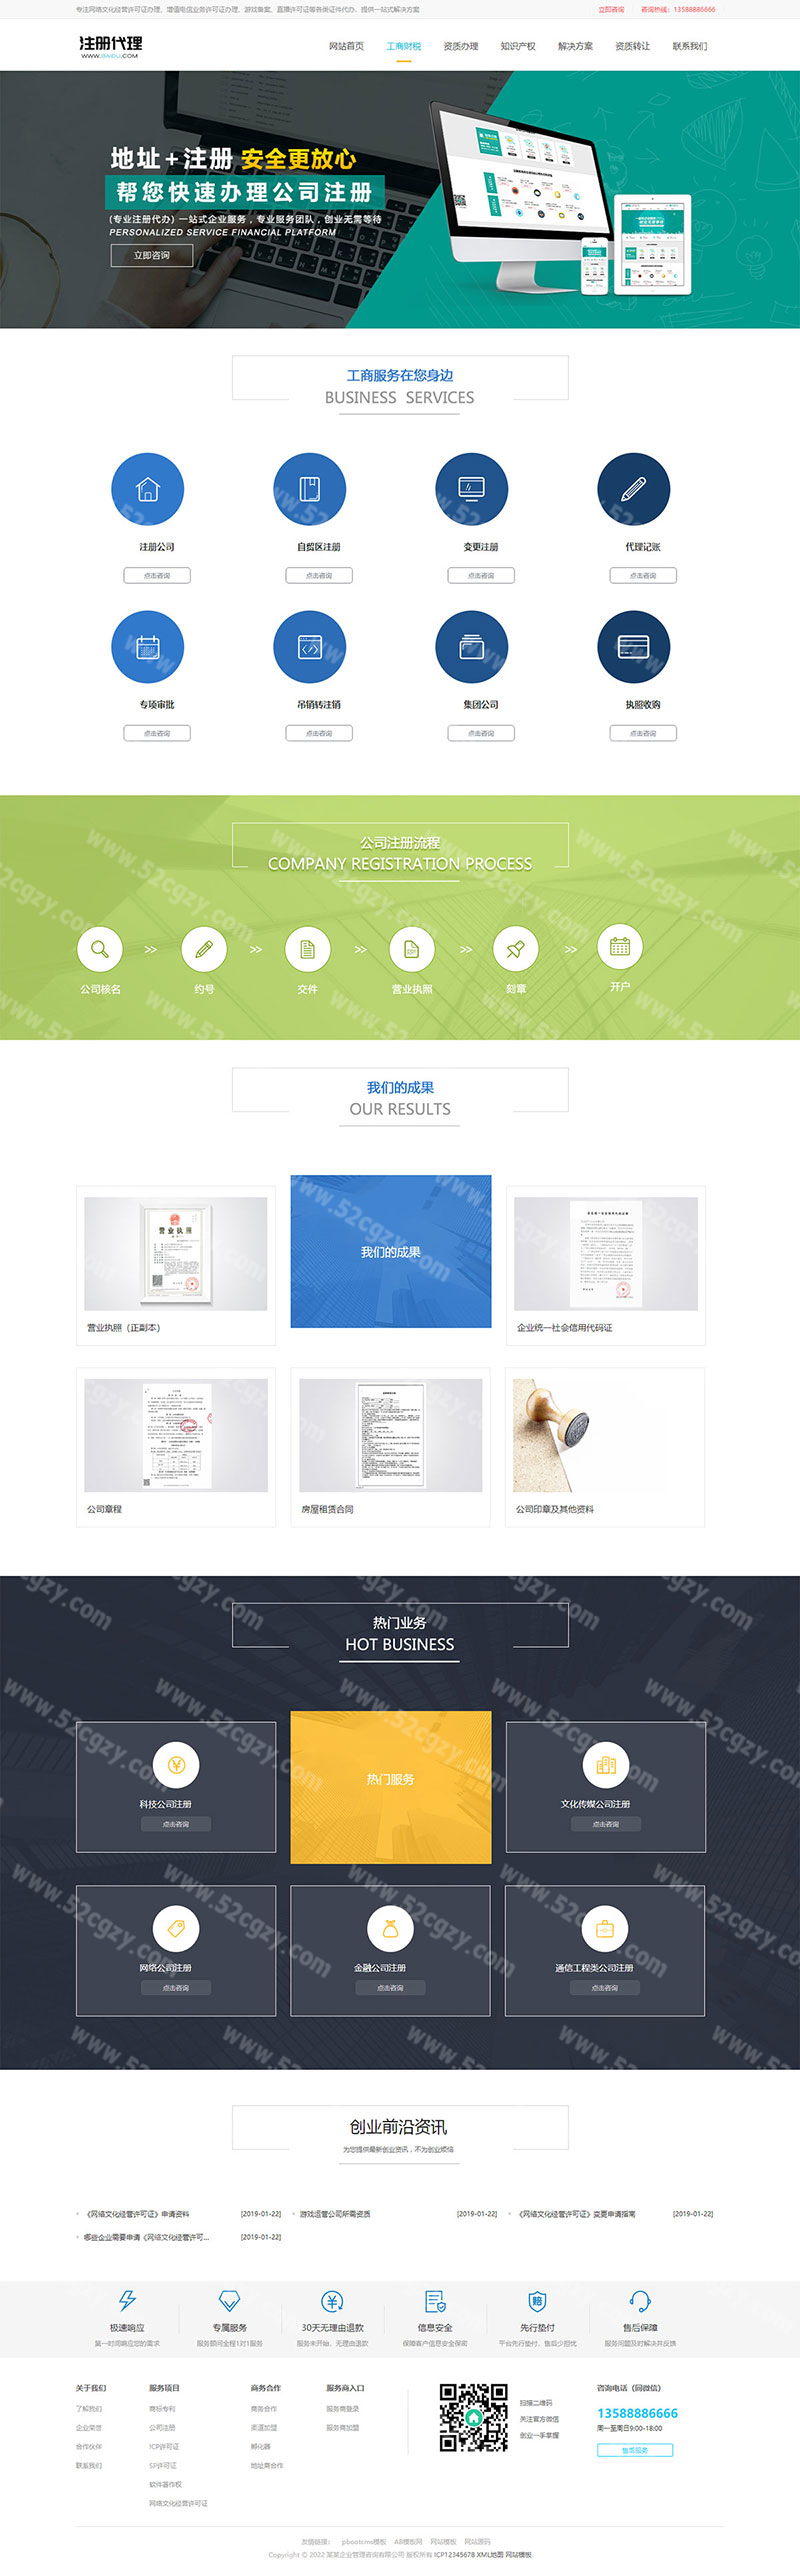 专注网络文化经营许可证办理，增值电信业务许可证办理、游戏备案、直播许可证等各类证件代办，提供一站式解决方案
立即咨询 咨询热线：13588886666
注册代理
网站首页 工商财税 资质办理 知识产权 解决方案 资质转让 联系我们
地址+注册 安全更放心
帮您快速办理公司注册
(专业注册代办) 一站式企业服务，专业服务团队，创业无需等待
PERSONALIZED SERVICE FINANCIAL PLATFORM
立即咨询
工商服务在您身边
BUSINESS SERVICES
注册公司 自贸区注册 变更注册 代理记账
点击咨询 点击咨询 点击咨询 点击咨询
专项审批 吊销转注销 集团公司 执照收购
点击咨询 点击咨询 点击咨询 点击咨询
公司注册流程
COMPANY REGISTRATION PROCESS
公司核名 >> 约号 >> 交件 >> 营业执照 >> 刻章 >> 开户
我们的成果
OUR RESULTS
营业执照
我们的成果
营业执照（正副本）
企业统一社会信用代码证
公司章程
房屋租赁合同
公司印章及其他资料
热门业务
HOT BUSINESS
科技公司注册
点击咨询
热门服务
文化传媒公司注册
点击咨询
网络公司注册
点击咨询
金融公司注册
点击咨询
通信工程类公司注册
点击咨询
www.52cgzy.com
创业前沿资讯
为您提供最新创业资讯，不为创业烦恼
《网络文化经营许可证》申请资料 [2019-01-22]
游戏运营公司所需资质 [2019-01-22]
《网络文化经营许可证》变更申请指南 [2019-01-22]
哪些企业需要申请《网络文化经营许可... [2019-01-22]
极速响应 专属服务 30天无理由退款 信息安全 先行垫付 售后保障
第一时间响应您的需求 服务顾问全程1对1服务 服务未开始，无理由退款 保障客户信息安全保密 平台先行垫付，售后少担忧 服务问题及时解决并反馈
关于我们 服务项目 商务合作 服务商入口
了解我们 商标专利 商务合作 服务商登录
企业荣誉 公司注册 渠道加盟 服务商加盟
合作伙伴 ICP许可证 孵化器
联系我们 SP许可证 地址商合作
软件著作权
网络文化经营许可证
扫描二维码
关注官方微信
创业一手掌握
咨询电话（同微信）
13588886666
周一至周日9:00-18:00
售前服务
友情链接： pbootcms模板 AB模板网 网站模板 网站源码
Copyright © 2022 某某企业管理咨询有限公司 版权所有 ICP12345678 XML地图 网站模板